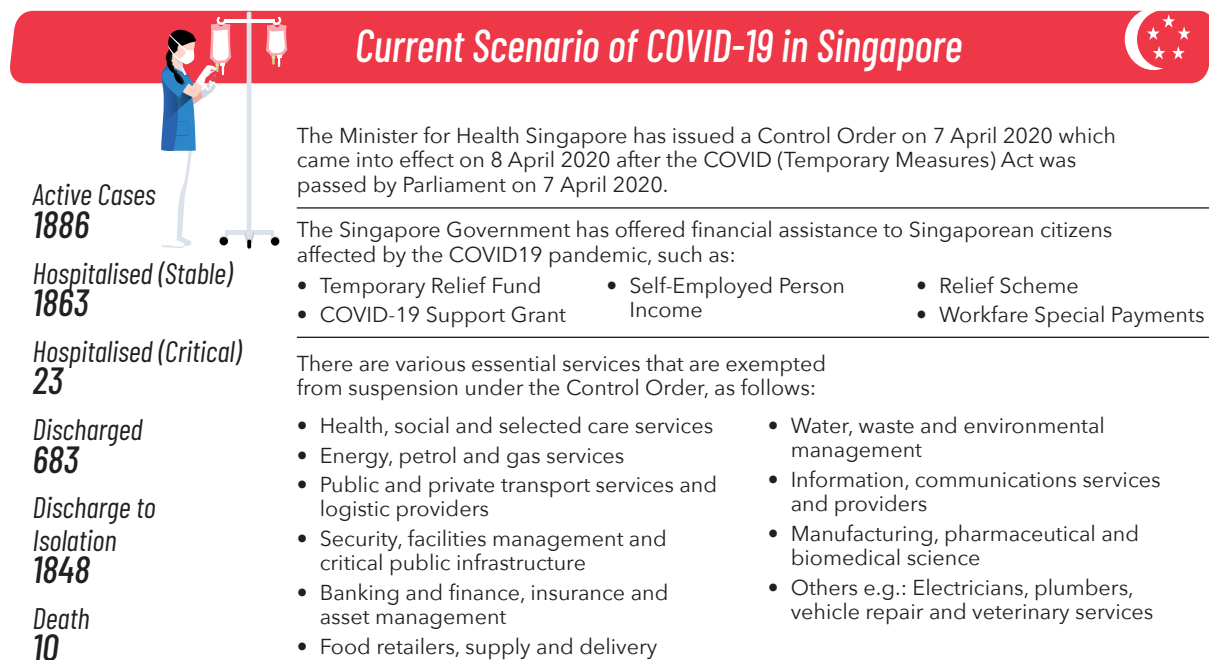 Current Scenario of COVID-19 in Singapore
Active Cases
1886
Hospitalised (Stable)
1863
Hospitalised (Critical)
23
Discharged
683
Discharge to
Isolation
1848
Death
10
The Minister for Health Singapore has issued a Control Order on 7 April 2020 which
came into effect on 8 April 2020 after the COVID (Temporary Measures) Act was
passed by Parliament on 7 April 2020.
The Singapore Government has offered financial assistance to Singaporean citizens
affected by the COVID19 pandemic, such as:
• Temporary Relief Fund
• COVID-19 Support Grant
• Self-Employed Person
Income
• Relief Scheme
• Workfare Special Payments
There are various essential services that are exempted
from suspension under the Control Order, as follows:
• Health, social and selected care services
• Energy, petrol and gas services
• Public and private transport services and
logistic providers
• Security, facilities management and
critical public infrastructure
• Banking and finance, insurance and
asset management
• Food retailers, supply and delivery
• Water, waste and environmental
management
• Information, communications services
and providers
• Manufacturing, pharmaceutical and
biomedical science
• Others e.g.: Electricians, plumbers,
vehicle repair and veterinary services